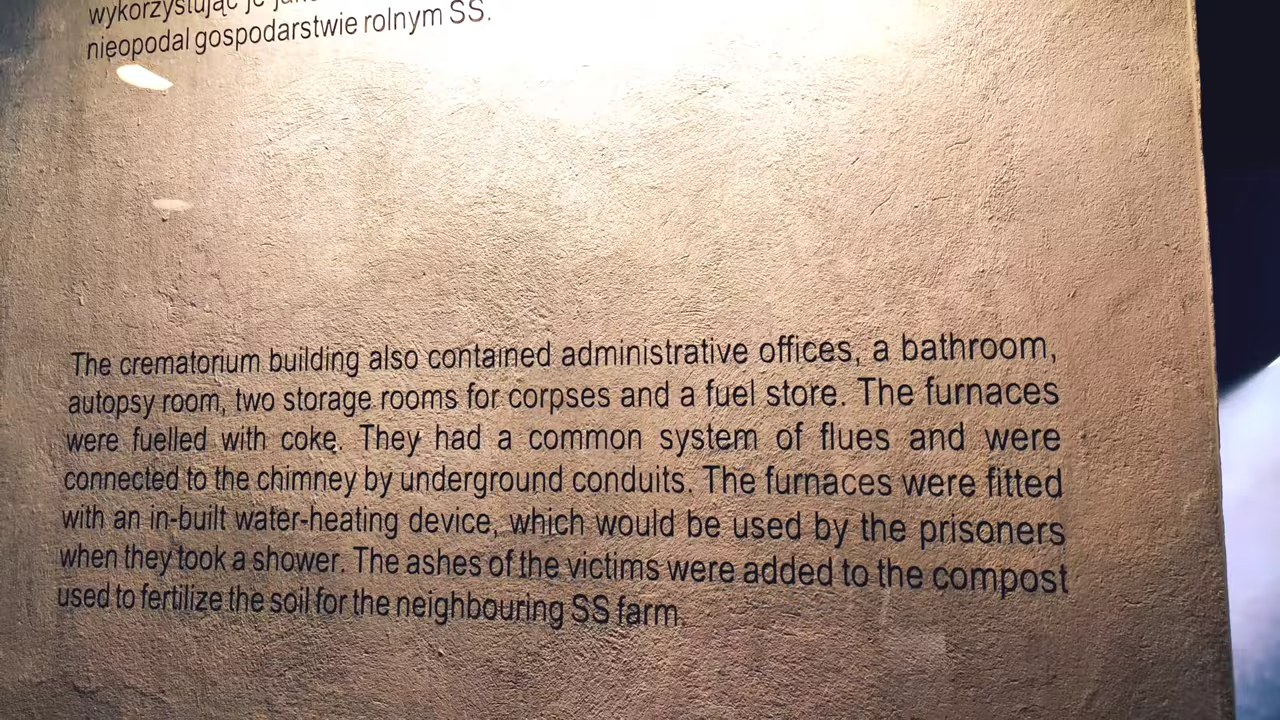 wykorzystując je
nieopodal gospodarstwie rolnym SS.
The crematorium building also contained administrative offices, a bathroom,
autopsy room, two storage rooms for corpses and a fuel store. The furnaces
were fuelled with coke. They had a common system of flues and were
connected to the chimney by underground conduits. The furnaces were fitted
with an in-built water-heating device, which would be used by the prisoners
when they took a shower. The ashes of the victims were added to the compost
used to fertilize the soil for the neighbouring SS farm.